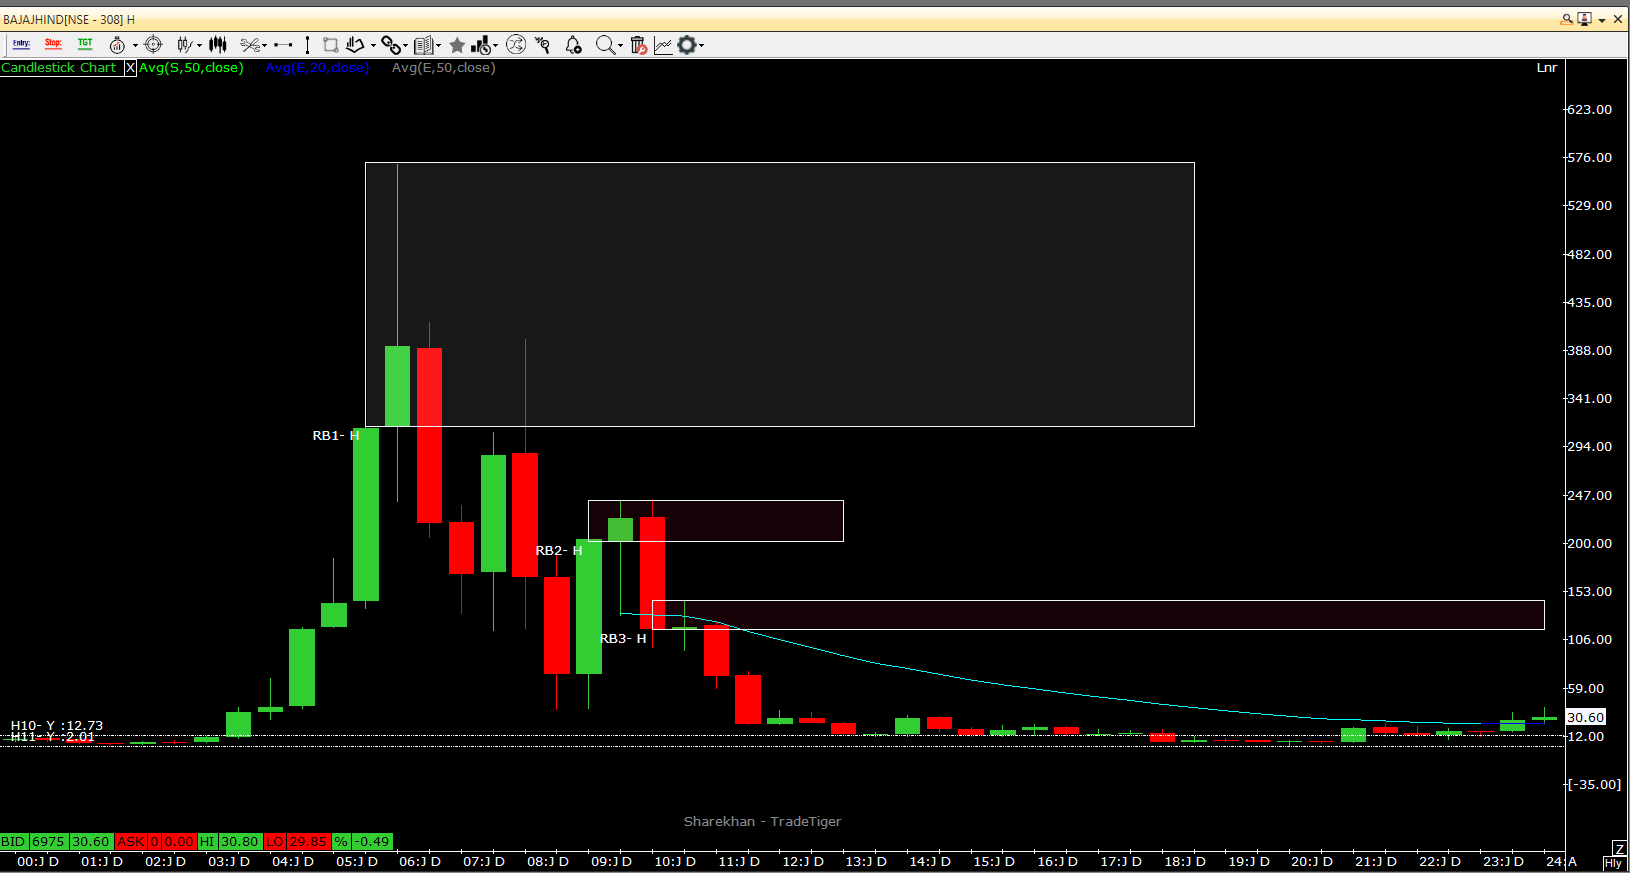 BAJAJHIND[NSE - 308] H
Entry: Stop: TGT
Candlestick Chart X Avg(S,50,close) Avg(E,20,close) Avg(E,50,close) Lnr
623.00
576.00
529.00
482.00
435.00
388.00
341.00
RB1- H
294.00
247.00
200.00
RB2- H
153.00
RB3- H
106.00
59.00
30.60
H10- Y :12.73
H11- Y :2.01
12.00
[-35.00]
Sharekhan - TradeTiger
BID 6975 30.60 ASK 0 0.00 HI 30.80 LO 29.85 % -0.49
Z
00:J D 01:J D 02:J D 03:J D 04:J D 05:J D 06:J D 07:J D 08:J D 09:J D 10:J D 11:J D 12:J D 13:J D 14:J D 15:J D 16:J D 17:J D 18:J D 19:J D 20:J D 21:J D 22:J D 23:J D 24:A
Hly